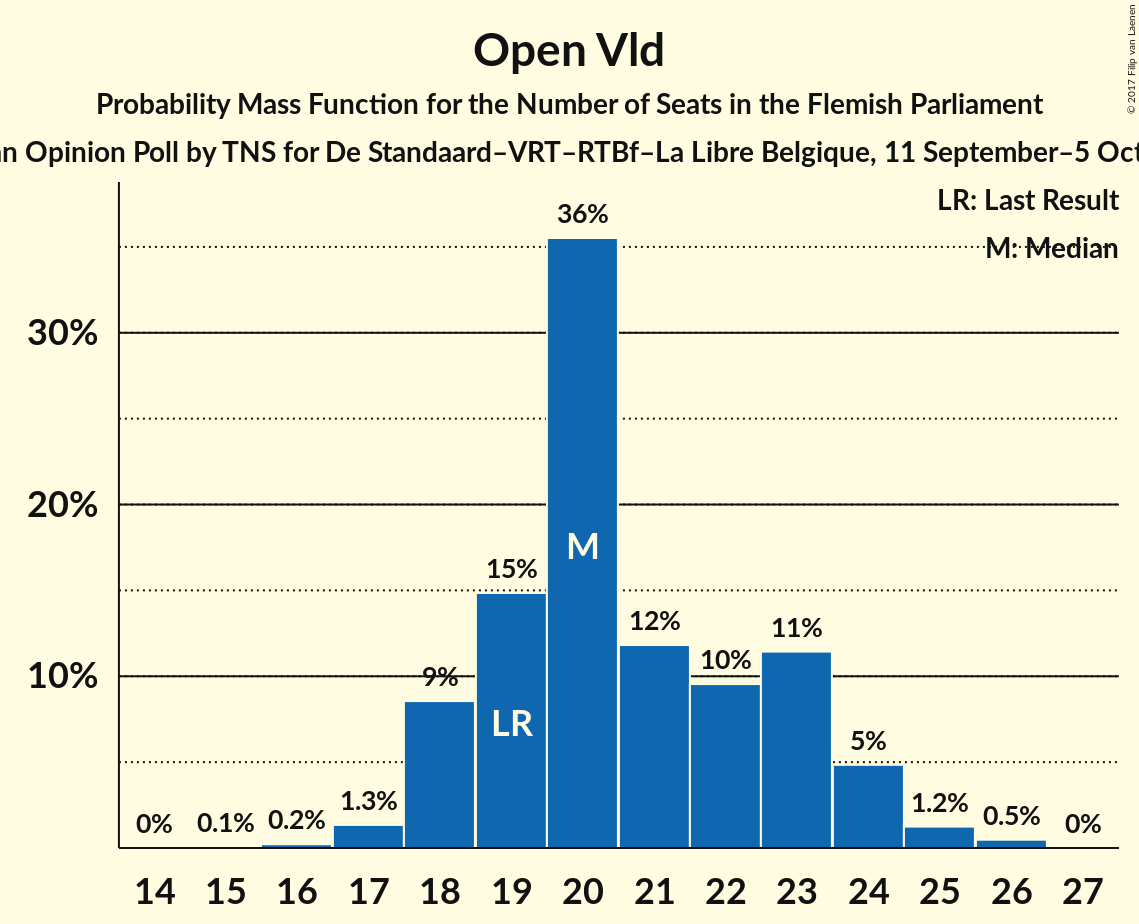 Open Vld
Probability Mass Function for the Number of Seats in the Flemish Parliament
Opinion Poll by TNS for De Standaard–VRT–RTBf–La Libre Belgique, 11 September–5
© 2017 Filip van Laenen
LR: Last Result
M: Median
36%
30%
20%
10%
0%
0.1%
0.2%
1.3%
9%
15%
12%
10%
11%
5%
1.2%
0.5%
0%
M
LR
14 15 16 17 18 19 20 21 22 23 24 25 26 27